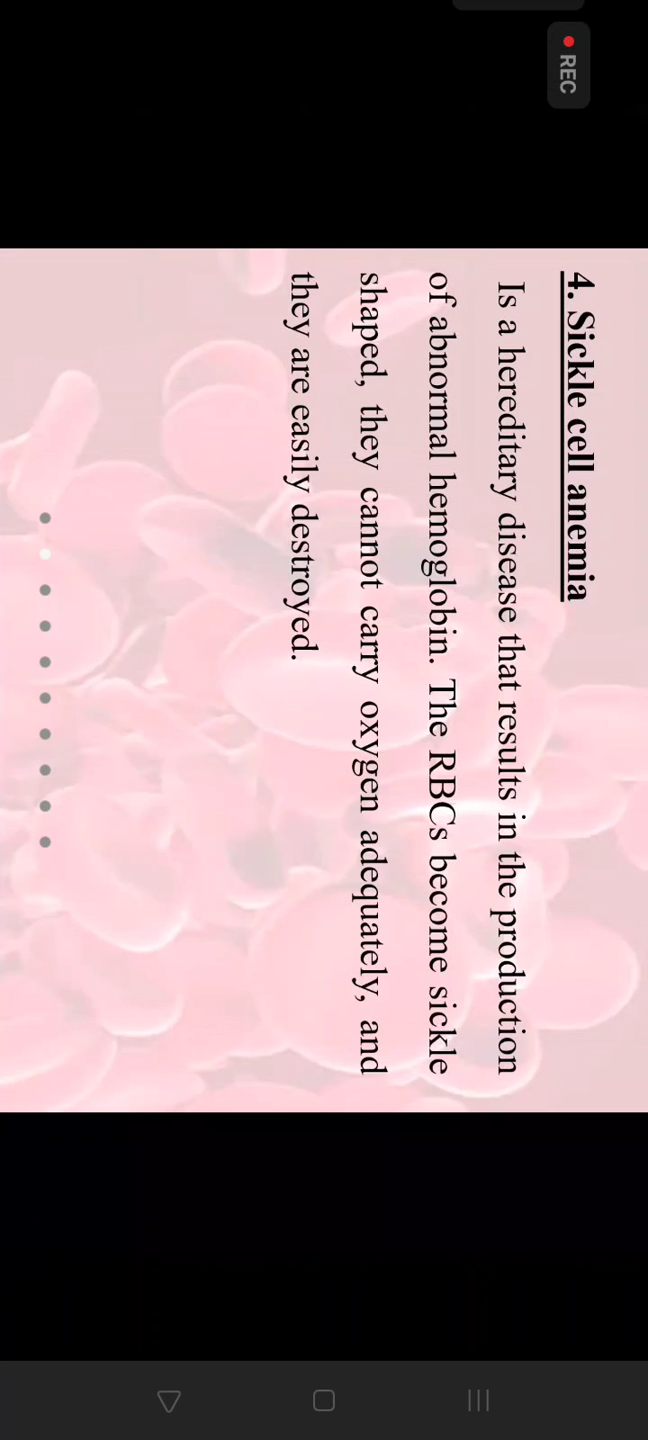 REC
4. Sickle cell anemia
Is a hereditary disease that results in the production
of abnormal hemoglobin. The RBCs become sickle
shaped, they cannot carry oxygen adequately, and
they are easily destroyed.